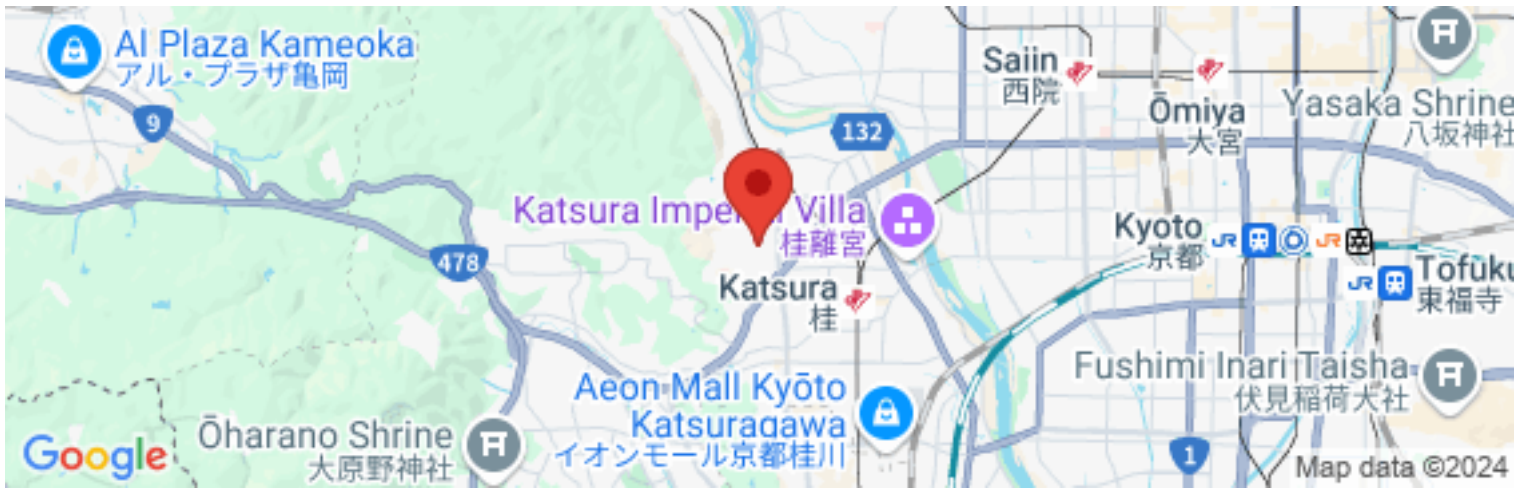 Al Plaza Kameoka
アル・プラザ亀岡
9
478
Ōharano Shrine
大原野神社
Google
132
Katsura Imperial Villa
桂離宮
Katsura
桂
Aeon Mall Kyōto
Katsuragawa
イオンモール京都桂川
Saiin
西院
Ōmiya
大宮
Yasaka Shrine
八坂神社
Kyoto
京都
JR
JR
JR
Tofuku
東福寺
Fushimi Inari Taisha
伏見稲荷大社
1
Map data ©2024